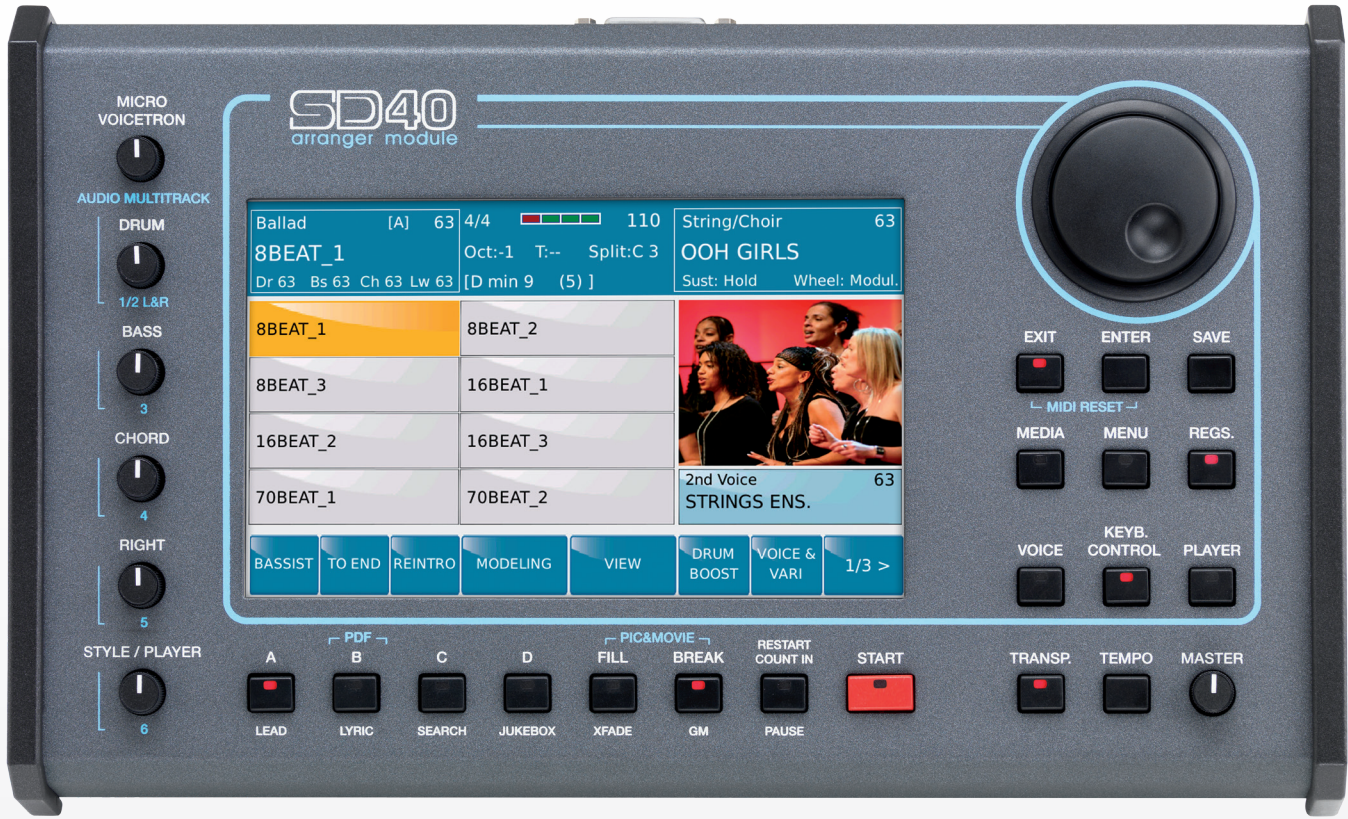 MICRO
VOICETRON
AUDIO MULTITRACK
DRUM
1/2 L&R
BASS
3
CHORD
4
RIGHT
5
STYLE / PLAYER
6
SD40
arranger module
Ballad [A] 63
8BEAT_1
Dr 63 Bs 63 Ch 63 Lw 63
4/4 110
Oct:-1 T:-- Split:C 3
[D min 9 (5) ]
String/Choir 63
OOH GIRLS
Sust: Hold Wheel: Modul.
8BEAT_1 8BEAT_2
8BEAT_3 16BEAT_1
16BEAT_2 16BEAT_3
70BEAT_1 70BEAT_2
2nd Voice 63
STRINGS ENS.
BASSIST TO END REINTRO MODELING VIEW
DRUM
BOOST
VOICE &
VARI
1/3 >
EXIT ENTER SAVE
MIDI RESET
MEDIA MENU REGS.
VOICE
KEYB.
CONTROL
PLAYER
PDF
PIC&MOVIE
A B C D FILL BREAK
RESTART
COUNT IN
START
TRANSP. TEMPO MASTER
LEAD LYRIC SEARCH JUKEBOX XFADE GM PAUSE